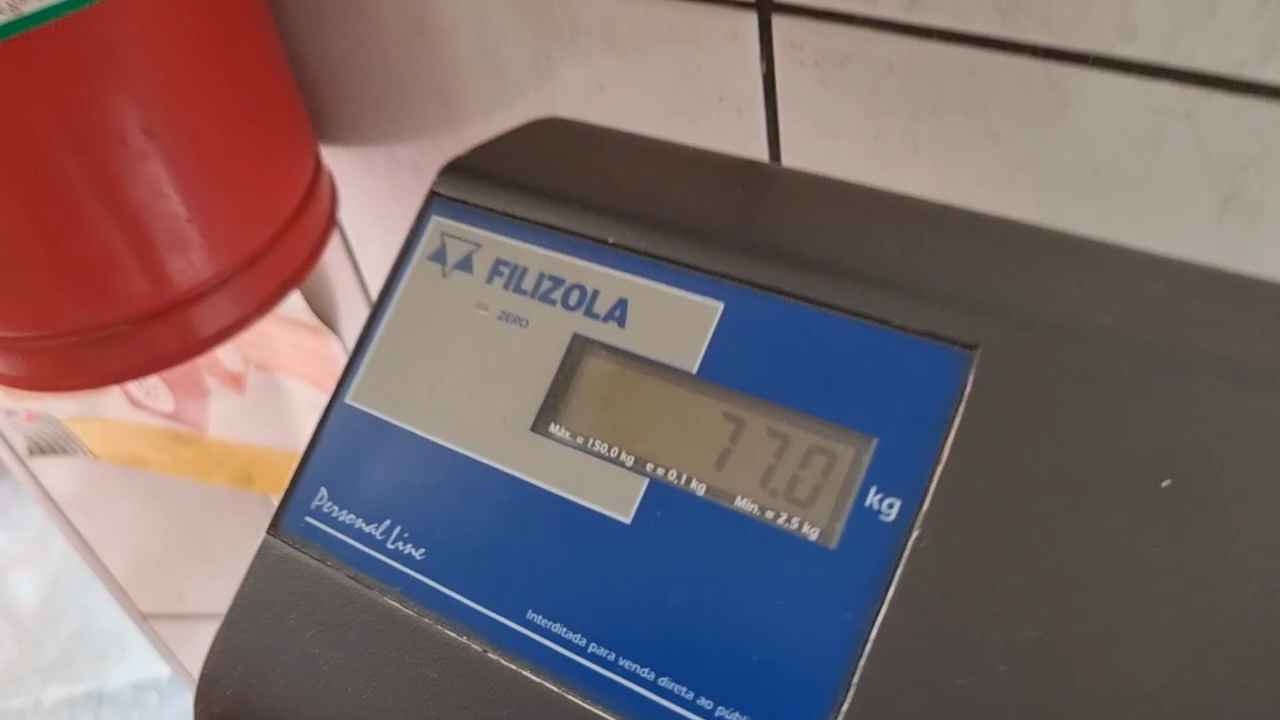 FILIZOLA
ZERO
77.0
Máx. = 150,0 kg e = 0,1 kg Mín. = 2,5 kg
kg
Personal Line
Interditada para venda direta ao